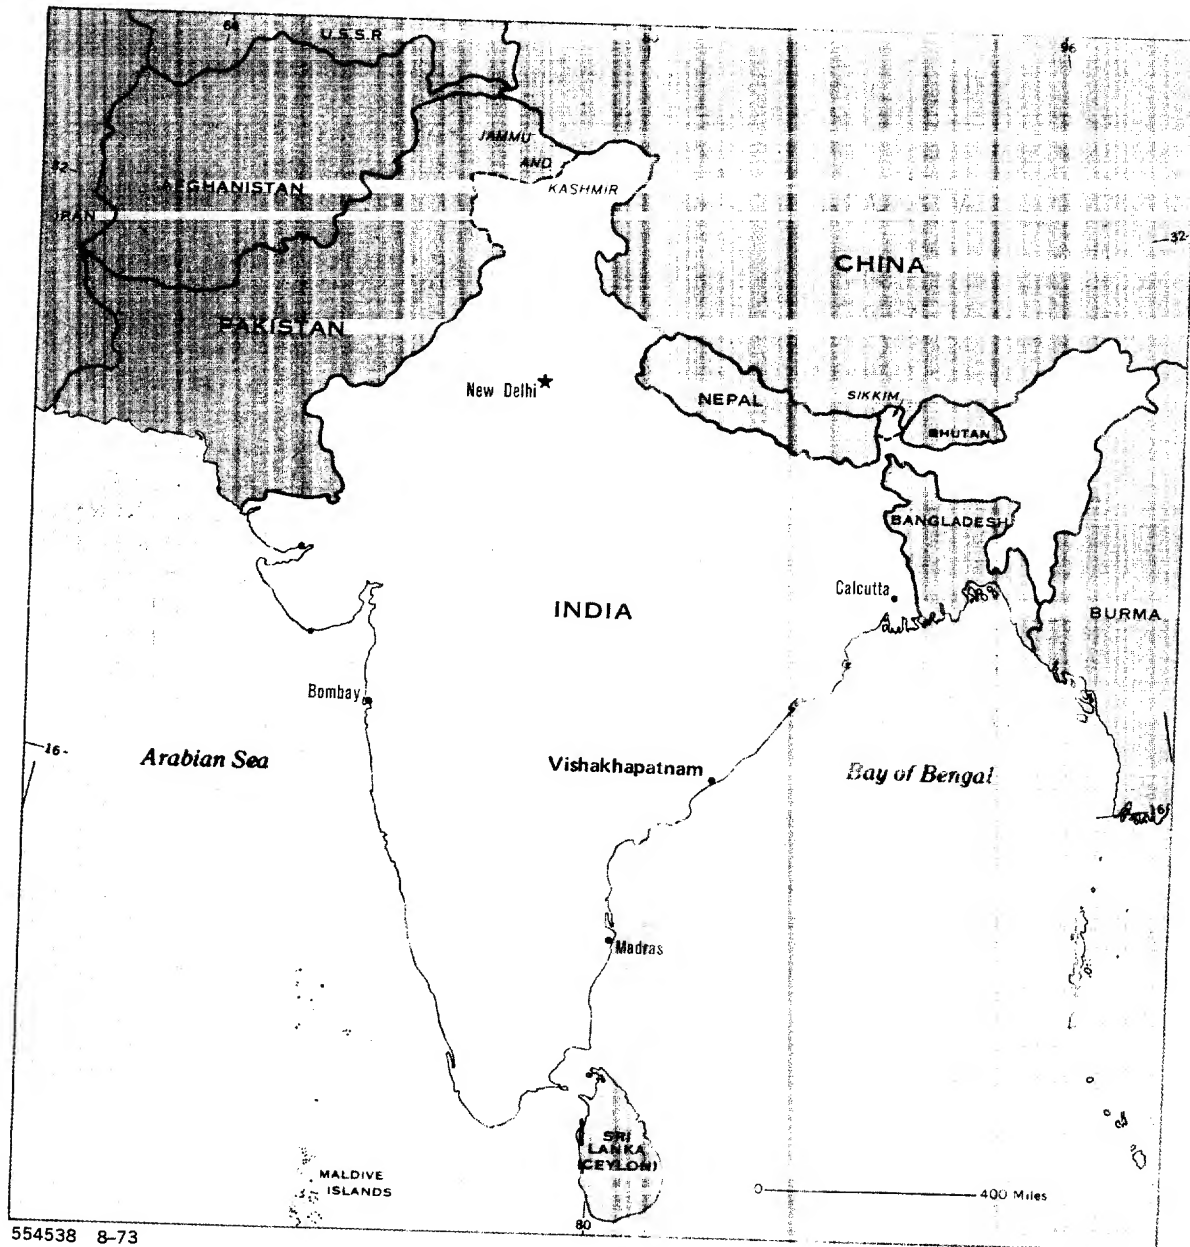 64
U.S.S.R
80
96
JAMMU
AND
KASHMIR
32
AFGHANISTAN
IRAN
32
CHINA
PAKISTAN
New Delhi
NEPAL
SIKKIM
BHUTAN
BANGLADESH
Calcutta
INDIA
BURMA
Bombay
16
Arabian Sea
Vishakhapatnam
Bay of Bengal
16
Madras
SRI
LANKA
(CEYLON)
MALDIVE
ISLANDS
0
400 Miles
80
554538 8-73